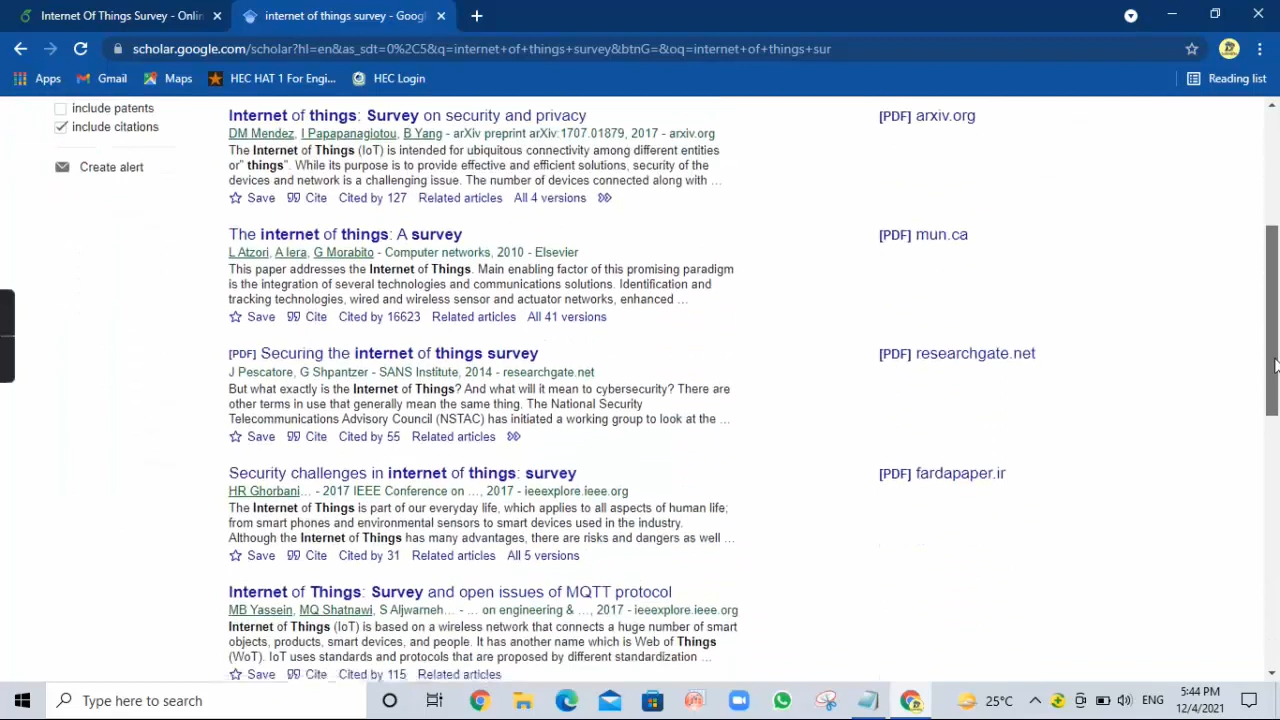 Internet Of Things Survey - Onlin
internet of things survey - Goog
scholar.google.com/scholar?hl=en&as_sdt=0%2C5&q=internet+of+things+survey&btnG=&oq=internet+of+things+sur
Apps
Gmail
Maps
HEC HAT 1 For Engi...
HEC Login
Reading list
include patents
include citations
Create alert
Internet of things: Survey on security and privacy
DM Mendez, I Papapanagiotou, B Yang - arXiv preprint arXiv:1707.01879, 2017 - arxiv.org
The Internet of Things (IoT) is intended for ubiquitous connectivity among different entities
or" things". While its purpose is to provide effective and efficient solutions, security of the
devices and network is a challenging issue. The number of devices connected along with ...
Save Cite Cited by 127 Related articles All 4 versions
[PDF] arxiv.org
The internet of things: A survey
L Atzori, A Iera, G Morabito - Computer networks, 2010 - Elsevier
This paper addresses the Internet of Things. Main enabling factor of this promising paradigm
is the integration of several technologies and communications solutions. Identification and
tracking technologies, wired and wireless sensor and actuator networks, enhanced ...
Save Cite Cited by 16623 Related articles All 41 versions
[PDF] mun.ca
[PDF] Securing the internet of things survey
J Pescatore, G Shpantzer - SANS Institute, 2014 - researchgate.net
But what exactly is the Internet of Things? And what will it mean to cybersecurity? There are
other terms in use that generally mean the same thing. The National Security
Telecommunications Advisory Council (NSTAC) has initiated a working group to look at the ...
Save Cite Cited by 55 Related articles
[PDF] researchgate.net
Security challenges in internet of things: survey
HR Ghorbani... - 2017 IEEE Conference on ..., 2017 - ieeexplore.ieee.org
The Internet of Things is part of our everyday life, which applies to all aspects of human life;
from smart phones and environmental sensors to smart devices used in the industry.
Although the Internet of Things has many advantages, there are risks and dangers as well ...
Save Cite Cited by 31 Related articles All 5 versions
[PDF] fardapaper.ir
Internet of Things: Survey and open issues of MQTT protocol
MB Yassein, MQ Shatnawi, S Aljwarneh... - ... on engineering & ..., 2017 - ieeexplore.ieee.org
Internet of Things (IoT) is based on a wireless network that connects a huge number of smart
objects, products, smart devices, and people. It has another name which is Web of Things
(WoT). IoT uses standards and protocols that are proposed by different standardization ...
Save Cite Cited by 115 Related articles
Type here to search
25°C
ENG
5:44 PM
12/4/2021